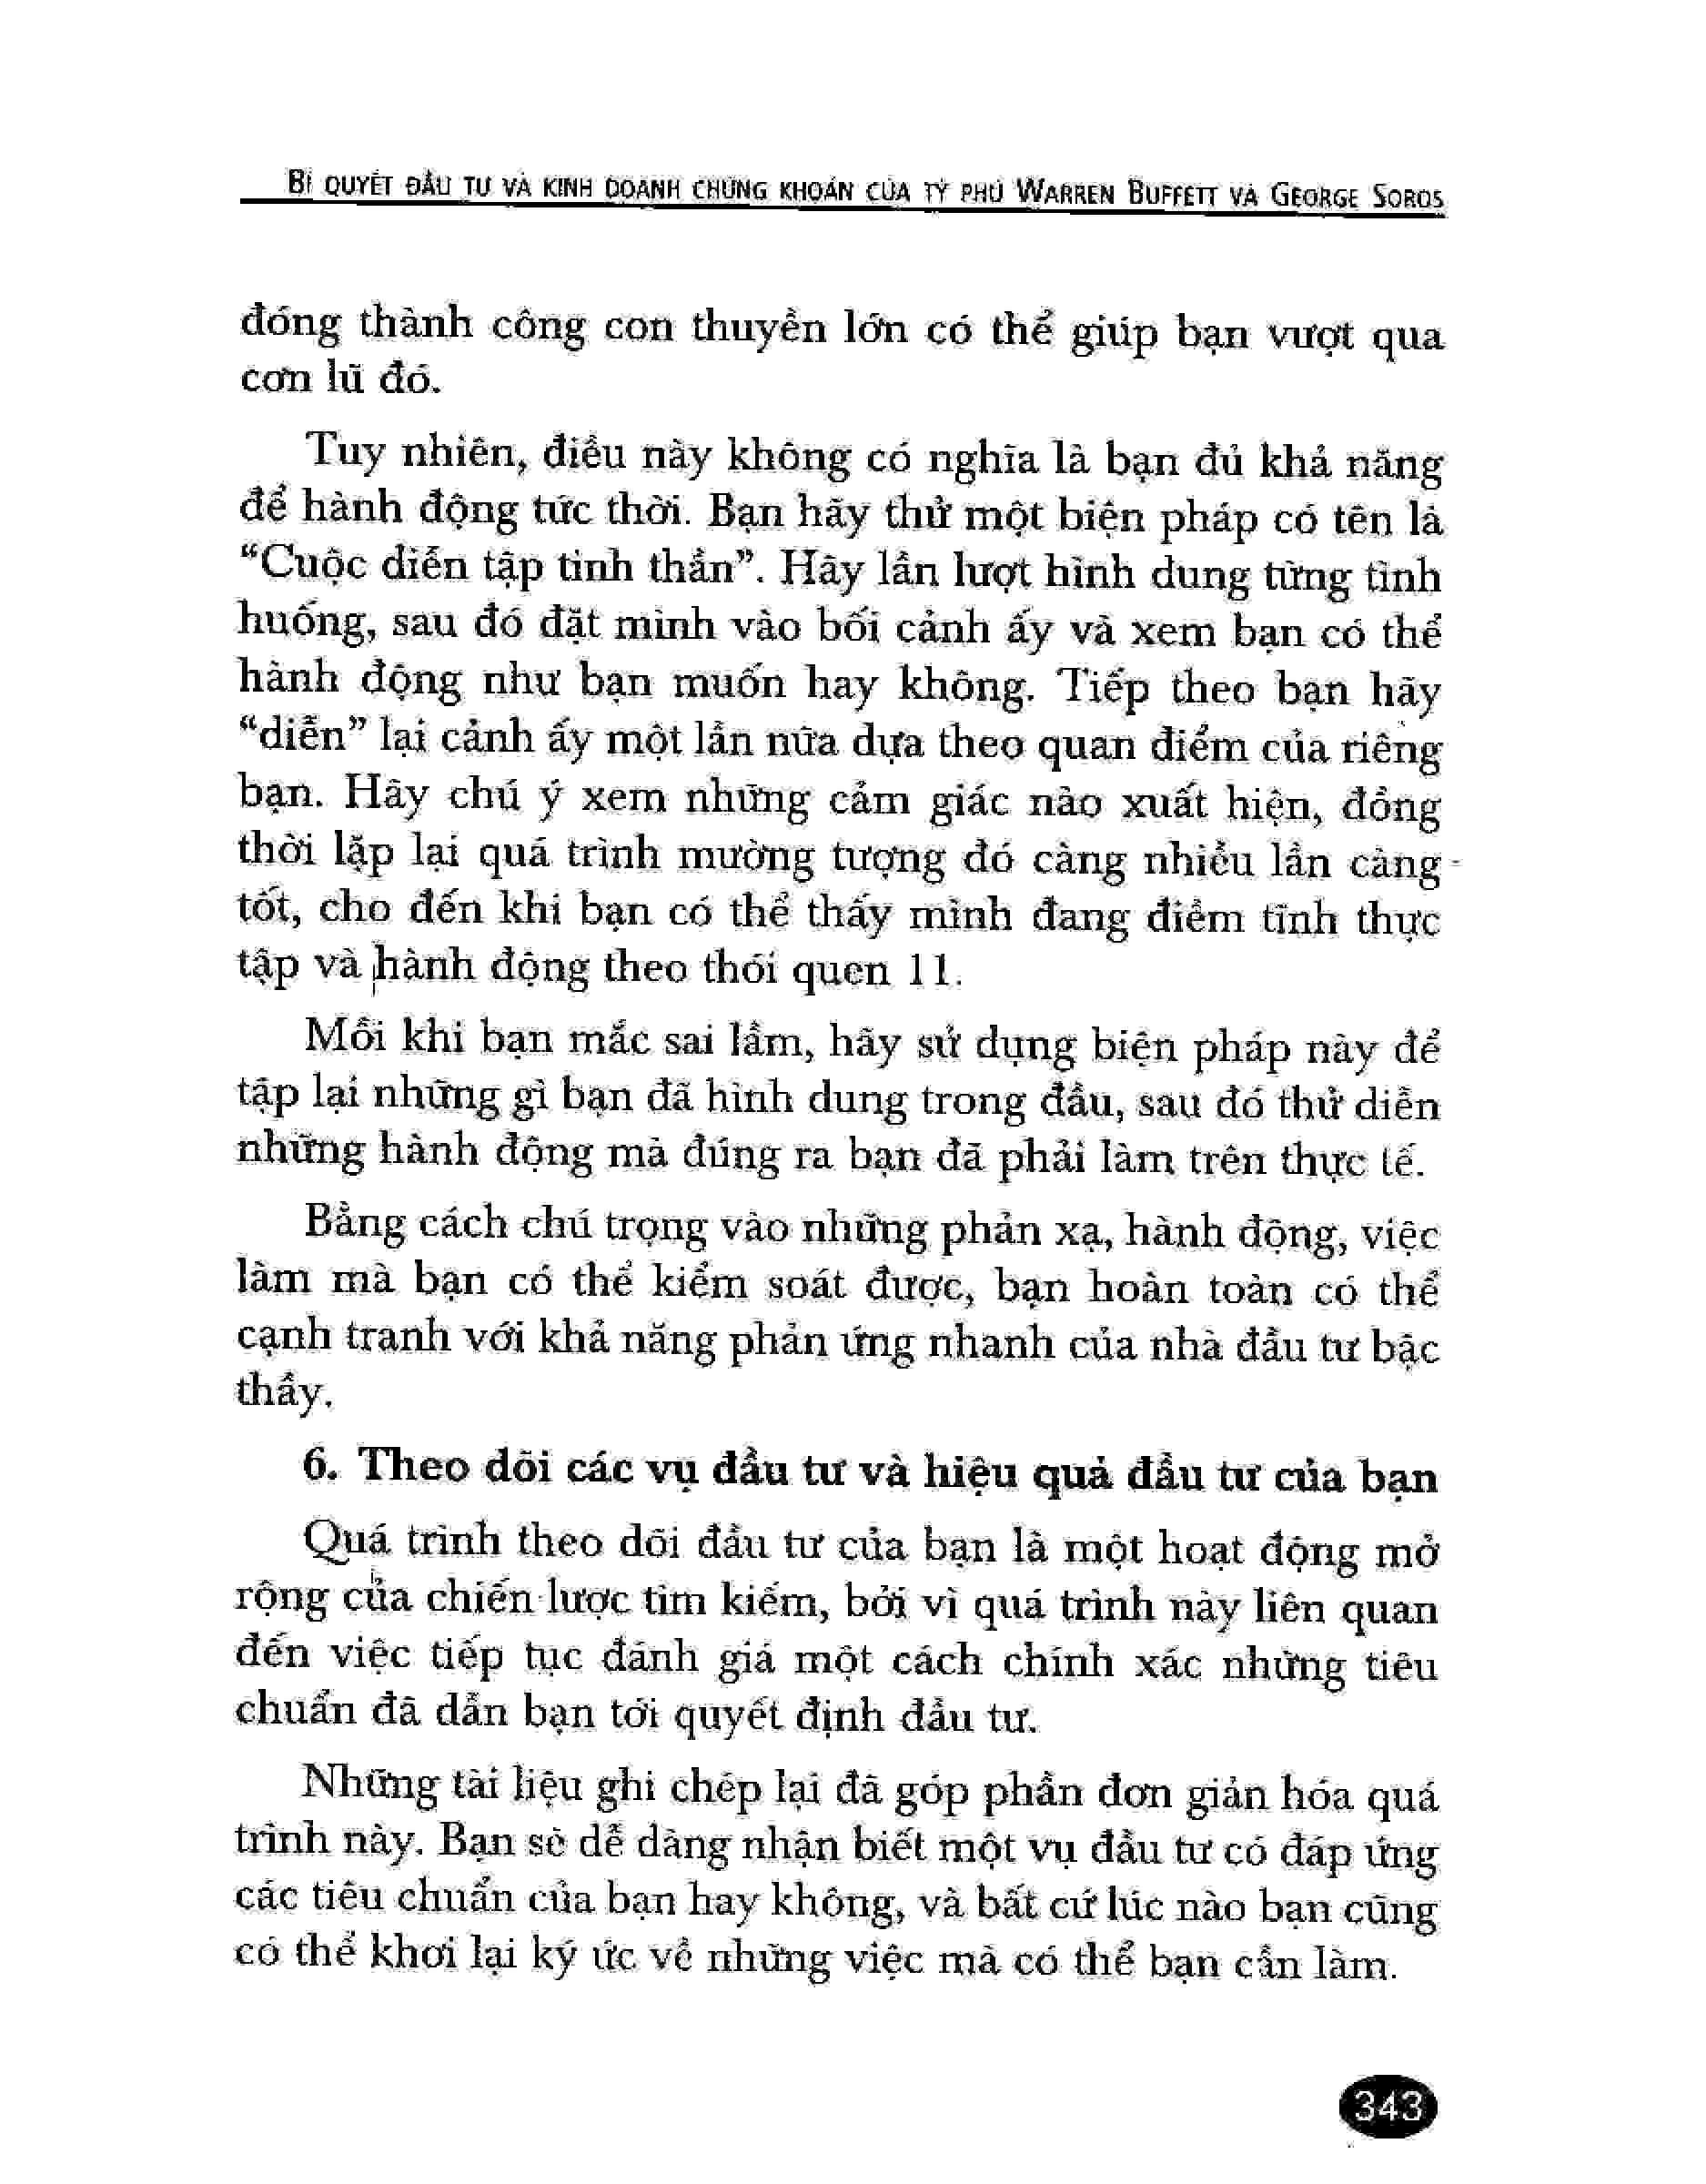 BÍ QUYẾT ĐẦU TƯ VÀ KINH DOANH CHỨNG KHOÁN CỦA TỶ PHÚ WARREN BUFFETT VÀ GEORGE SOROS
đóng thành công con thuyền lớn có thể giúp bạn vượt qua
cơn lũ đó.
Tuy nhiên, điều này không có nghĩa là bạn đủ khả năng
để hành động tức thời. Bạn hãy thử một biện pháp có tên là
“Cuộc diễn tập tinh thần”. Hãy lần lượt hình dung từng tình
huống, sau đó đặt mình vào bối cảnh ấy và xem bạn có thể
hành động như bạn muốn hay không. Tiếp theo bạn hãy
“diễn” lại cảnh ấy một lần nữa dựa theo quan điểm của riêng
bạn. Hãy chú ý xem những cảm giác nào xuất hiện, đồng
thời lặp lại quá trình mường tượng đó càng nhiều lần càng
tốt, cho đến khi bạn có thể thấy mình đang điềm tĩnh thực
tập và hành động theo thói quen 11.
Mỗi khi bạn mắc sai lầm, hãy sử dụng biện pháp này để
tập lại những gì bạn đã hình dung trong đầu, sau đó thử diễn
những hành động mà đúng ra bạn đã phải làm trên thực tế.
Bằng cách chú trọng vào những phản xạ, hành động, việc
làm mà bạn có thể kiểm soát được, bạn hoàn toàn có thể
cạnh tranh với khả năng phản ứng nhanh của nhà đầu tư bậc
thầy.
6. Theo dõi các vụ đầu tư và hiệu quả đầu tư của bạn
Quá trình theo dõi đầu tư của bạn là một hoạt động mở
rộng của chiến lược tìm kiếm, bởi vì quá trình này liên quan
đến việc tiếp tục đánh giá một cách chính xác những tiêu
chuẩn đã dẫn bạn tới quyết định đầu tư.
Những tài liệu ghi chép lại đã góp phần đơn giản hóa quá
trình này. Bạn sẽ dễ dàng nhận biết một vụ đầu tư có đáp ứng
các tiêu chuẩn của bạn hay không, và bất cứ lúc nào bạn cũng
có thể khơi lại ký ức về những việc mà có thể bạn cần làm.
343